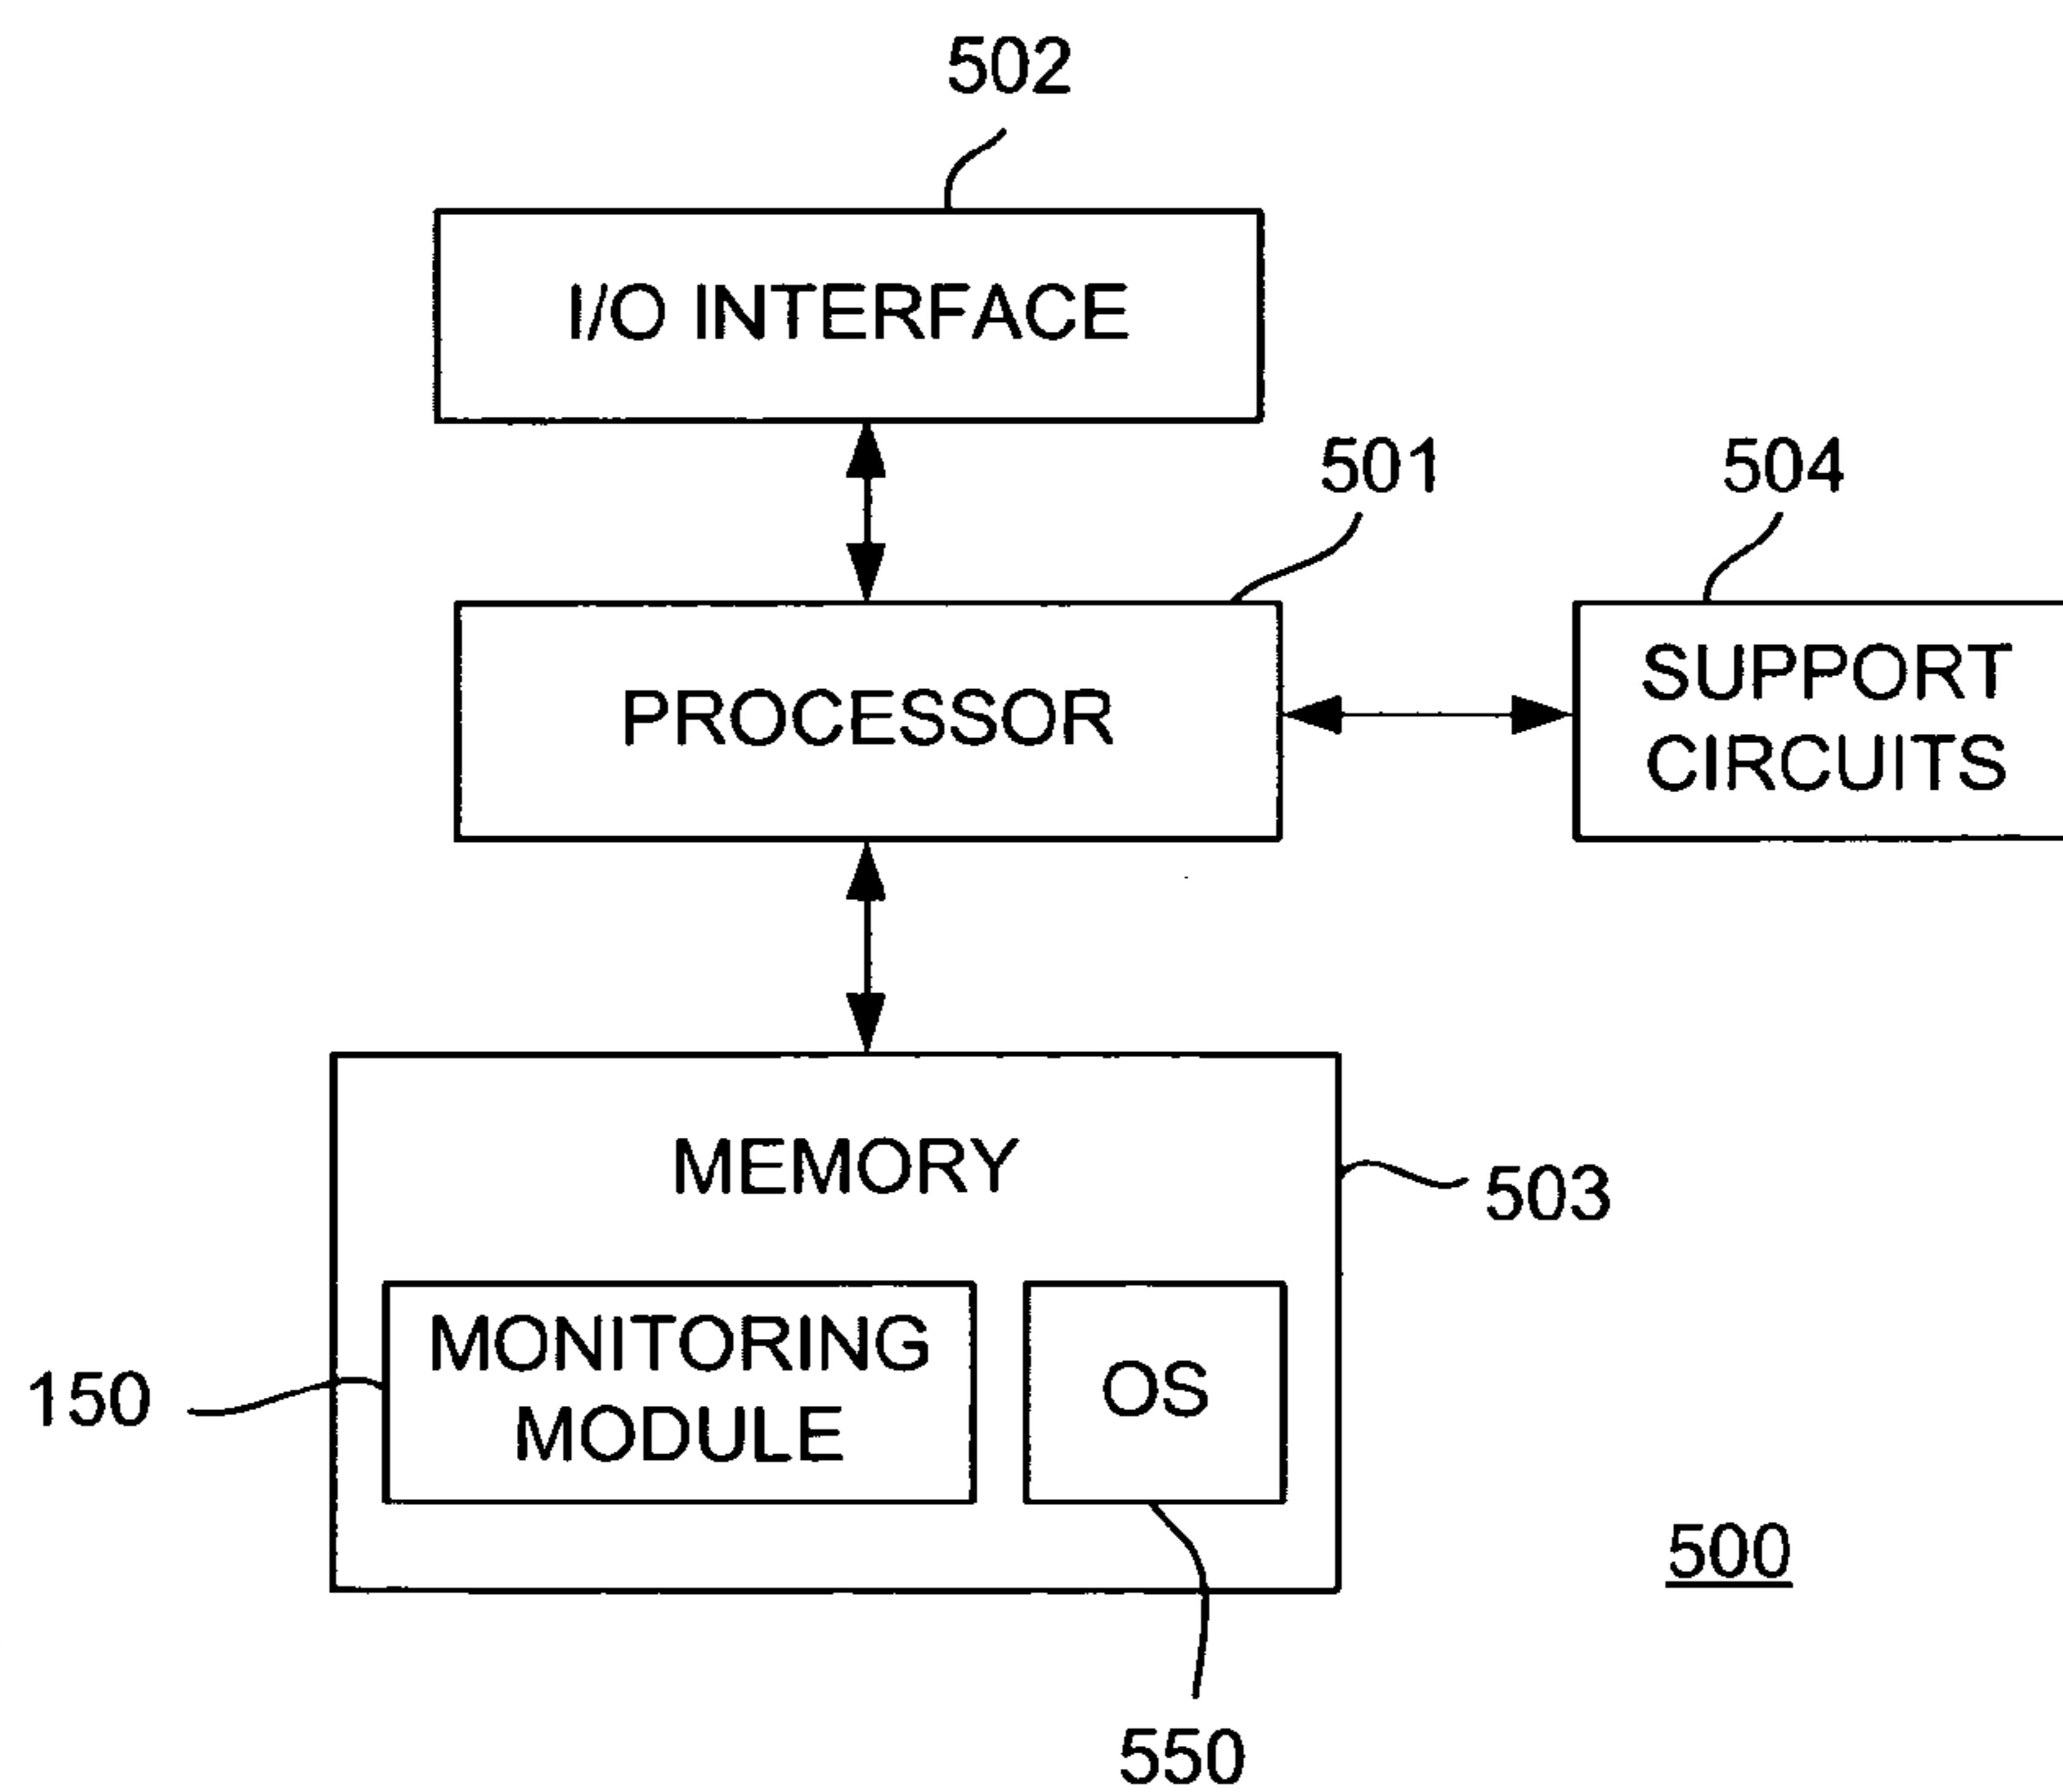 502
I/O INTERFACE
501
504
PROCESSOR
SUPPORT
CIRCUITS
MEMORY
503
MONITORING
MODULE
OS
150
500
550